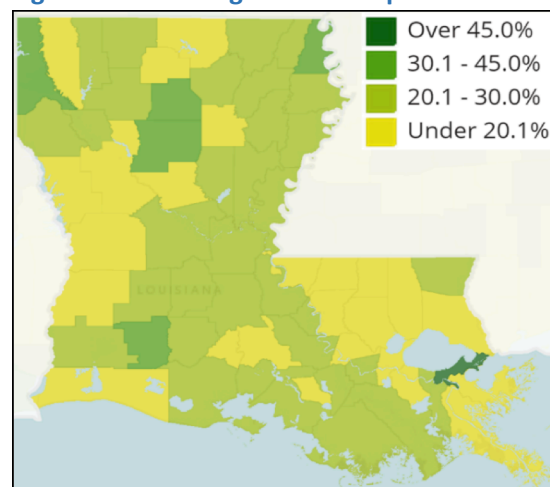 Over 45.0%
30.1 - 45.0%
20.1 - 30.0%
Under 20.1%
LOUISIANA